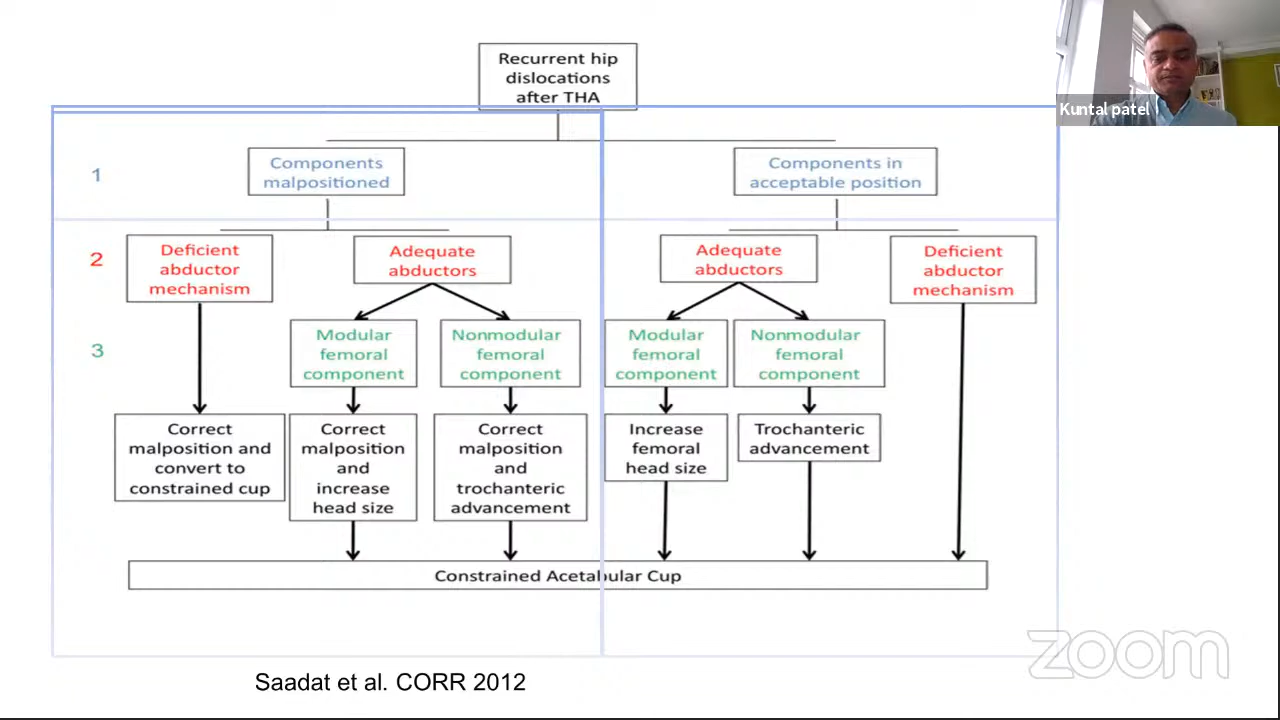 Recurrent hip
dislocations
after THA
Kuntal patel
1
Components
malpositioned
Components in
acceptable position
2
Deficient
abductor
mechanism
Adequate
abductors
Adequate
abductors
Deficient
abductor
mechanism
3
Modular
femoral
component
Nonmodular
femoral
component
Modular
femoral
component
Nonmodular
femoral
component
Correct
malposition and
convert to
constrained cup
Correct
malposition
and
increase
head size
Correct
malposition
and
trochanteric
advancement
Increase
femoral
head size
Trochanteric
advancement
Constrained Acetabular Cup
zoom
Saadat et al. CORR 2012